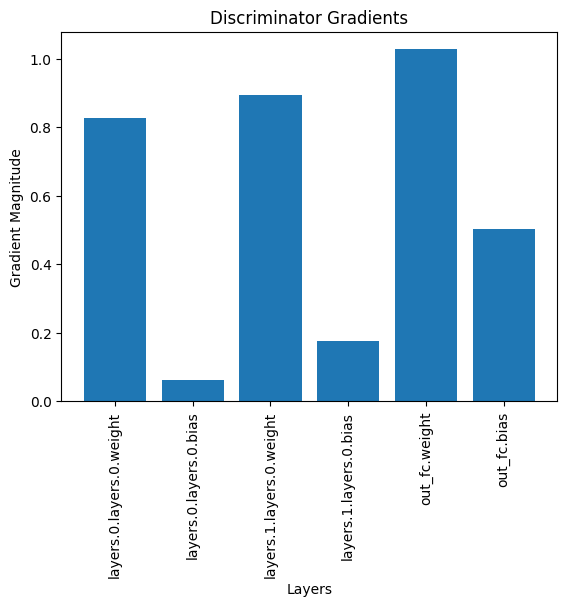 Discriminator Gradients
Gradient Magnitude
1.0
0.8
0.6
0.4
0.2
0.0
layers.0.layers.0.weight
layers.0.layers.0.bias
layers.1.layers.0.weight
layers.1.layers.0.bias
out_fc.weight
out_fc.bias
Layers